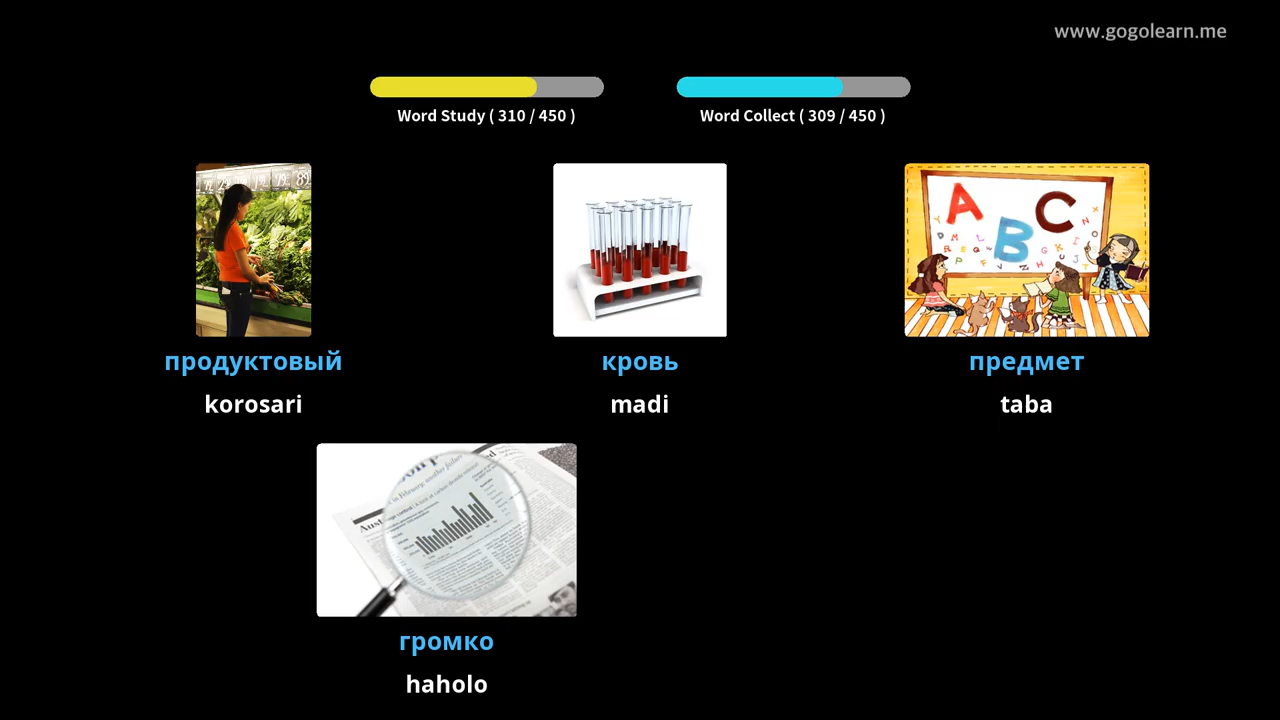 www.gogolearn.me
Word Study ( 310 / 450 )
Word Collect ( 309 / 450 )
A B C
продуктовый
кровь
предмет
korosari
madi
taba
громко
haholo